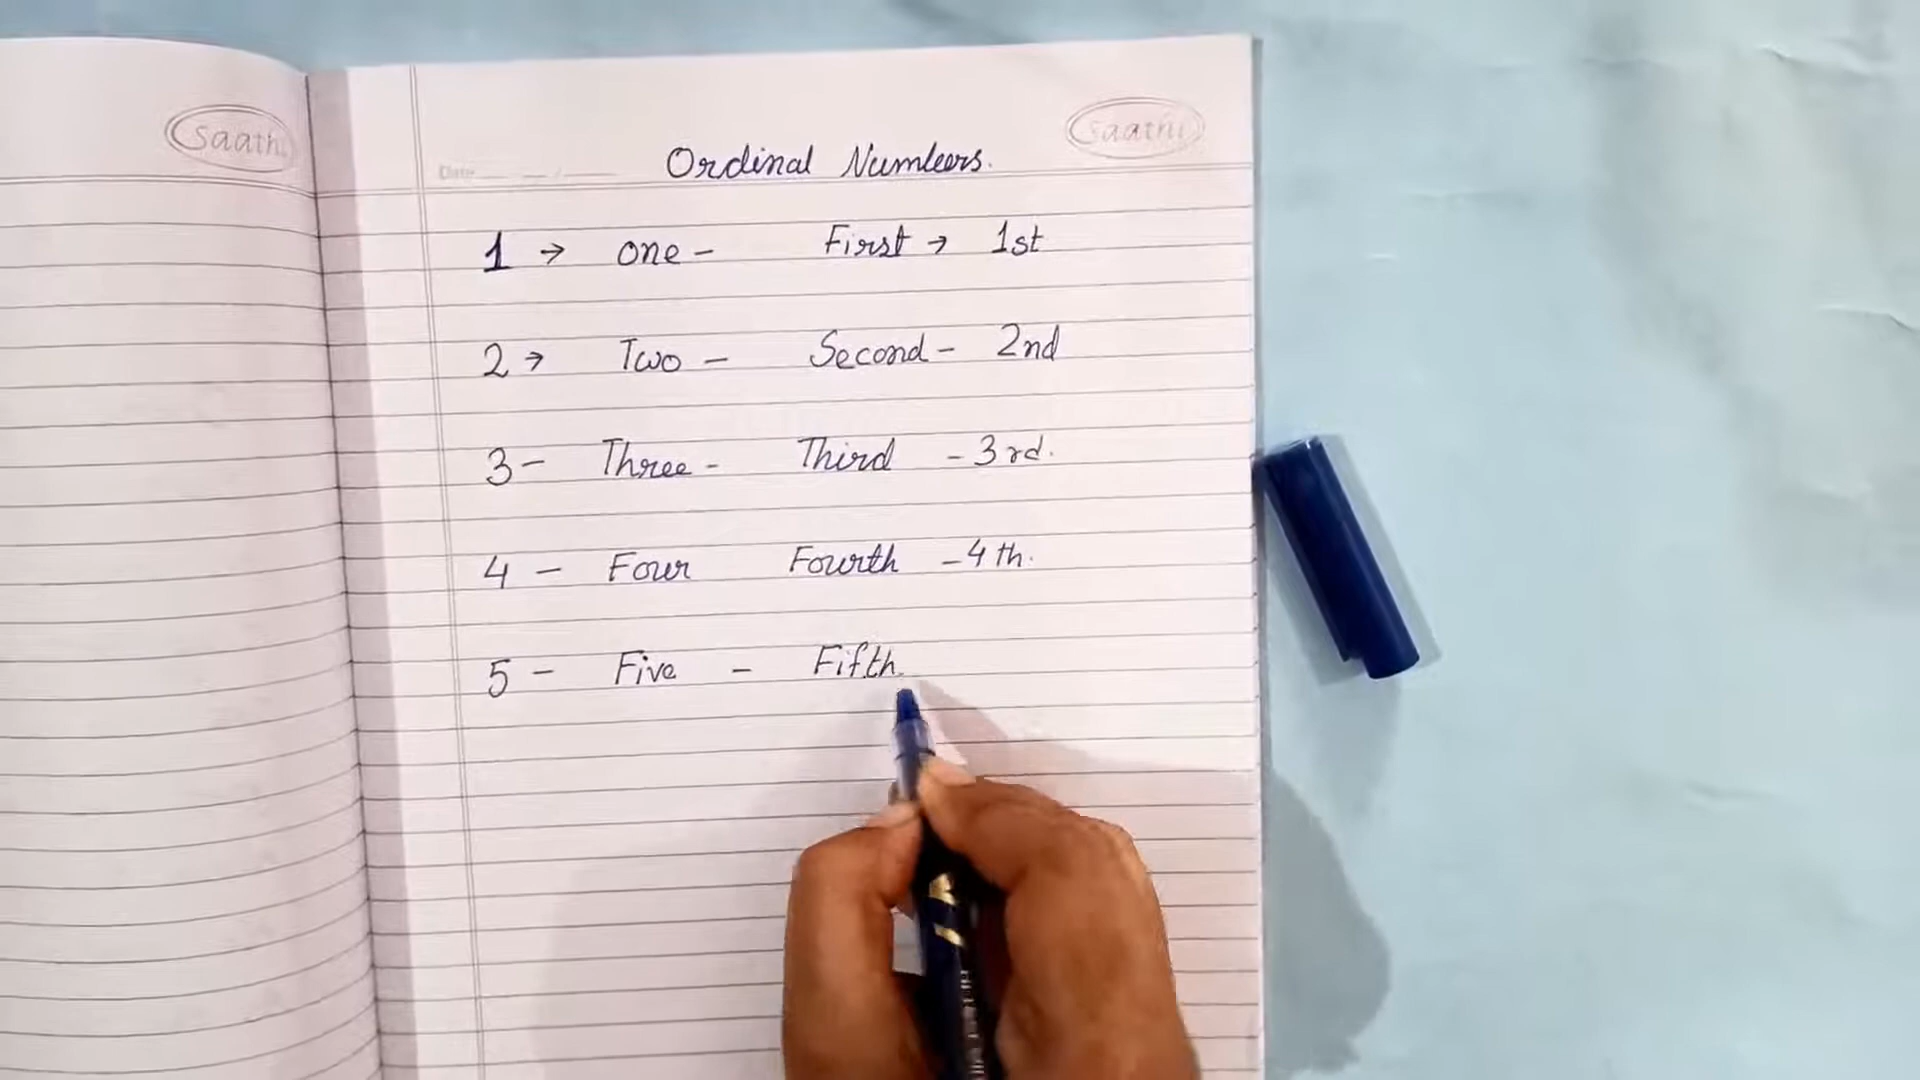 saathi saathi
Date
Ordinal Numbers.
1 → one - First → 1st
2 → Two - Second - 2nd
3 - Three - Third - 3rd.
4 - Four Fourth - 4th.
5 - Five - Fifth.